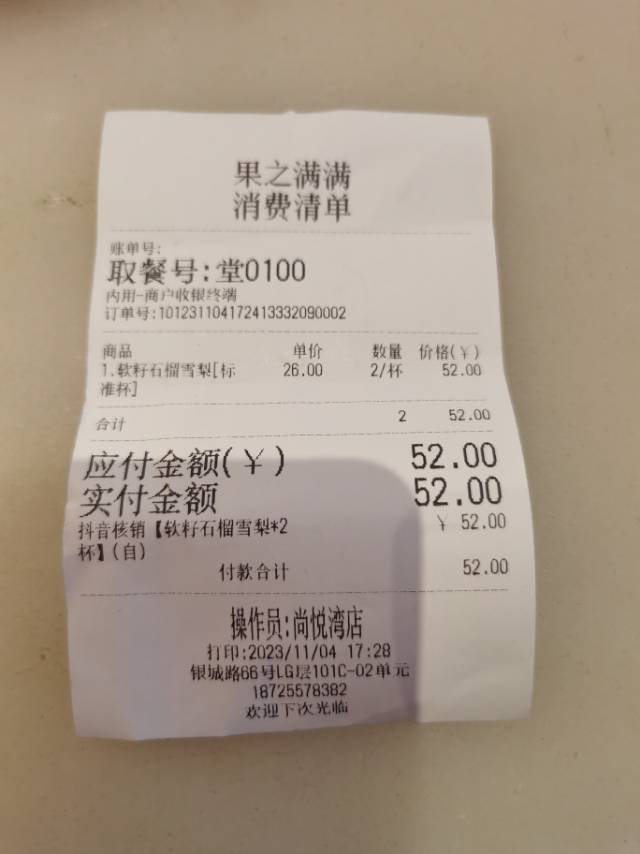 果之满满
消费清单
账单号:
取餐号:堂0100
内用-商户收银终端
订单号:101231104172413332090002
商品 单价 数量 价格(¥)
1.软籽石榴雪梨[标 26.00 2/杯 52.00
准杯]
合计 2 52.00
应付金额(¥) 52.00
实付金额 52.00
抖音核销【软籽石榴雪梨*2 ¥ 52.00
杯】(自)
付款合计 52.00
操作员:尚悦湾店
打印:2023/11/04 17:28
银城路66号LG层101C-02单元
18725578382
欢迎下次光临